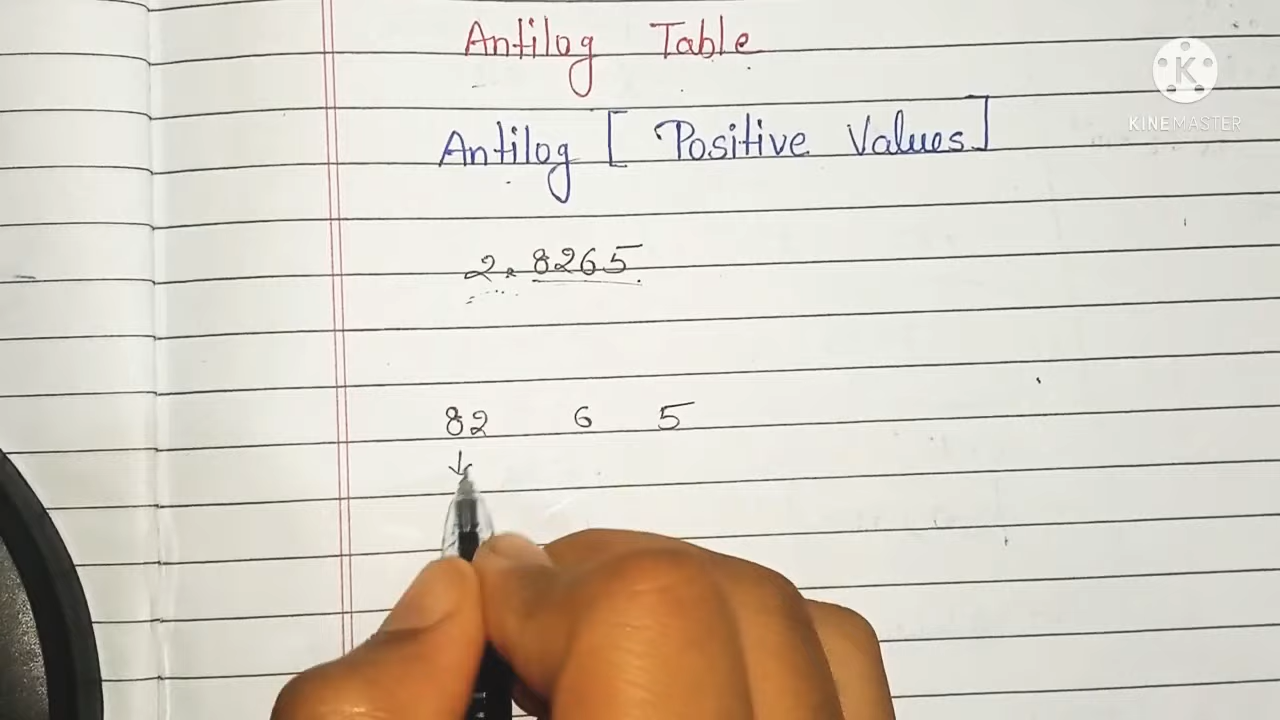 Antilog Table
K
KINEMASTER
Antilog [ Positive Values]
2.8265
82 6 5